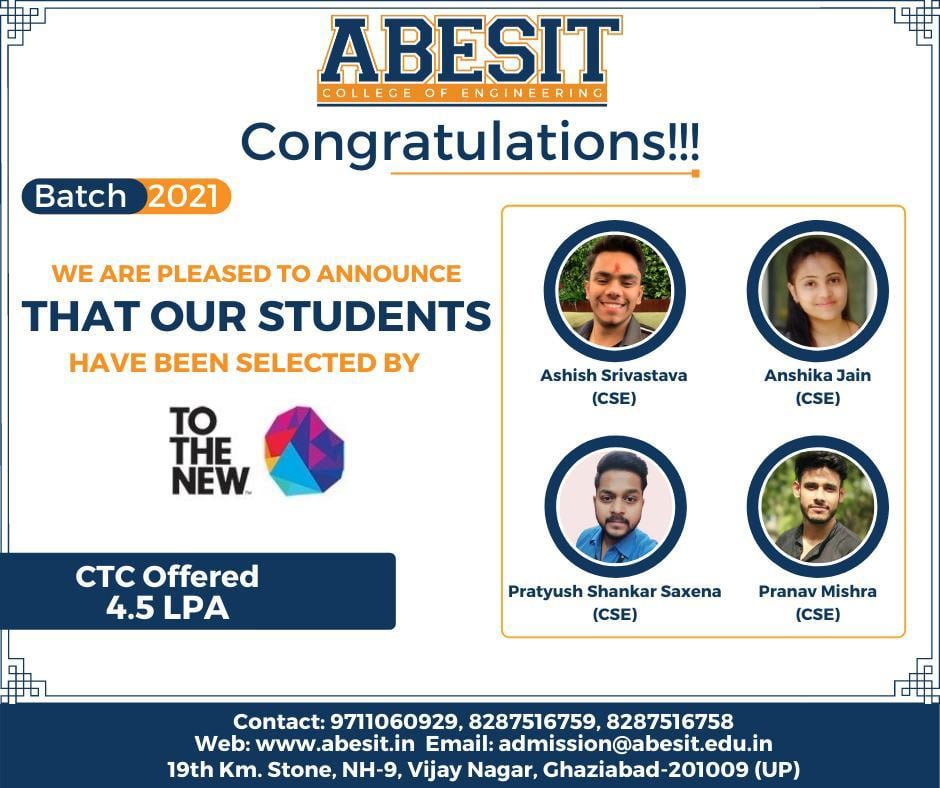 ABESIT
COLLEGE OF ENGINEERING
Congratulations!!!
Batch 2021
WE ARE PLEASED TO ANNOUNCE
THAT OUR STUDENTS
HAVE BEEN SELECTED BY
TO
THE
NEW™
CTC Offered
4.5 LPA
Ashish Srivastava
(CSE)
Anshika Jain
(CSE)
Pratyush Shankar Saxena
(CSE)
Pranav Mishra
(CSE)
Contact: 9711060929, 8287516759, 8287516758
Web: www.abesit.in Email: admission@abesit.edu.in
19th Km. Stone, NH-9, Vijay Nagar, Ghaziabad-201009 (UP)